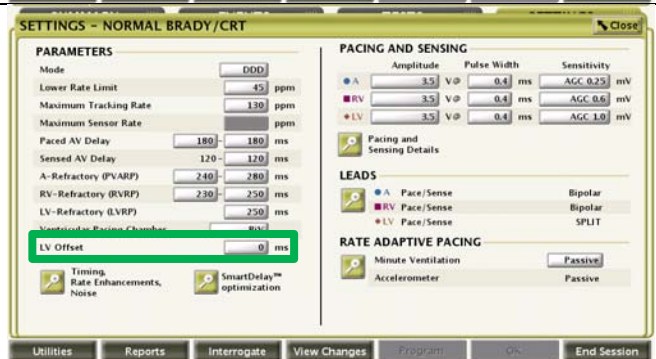 SETTINGS - NORMAL BRADY/CRT
Close
PARAMETERS
Mode DDD
Lower Rate Limit 45 ppm
Maximum Tracking Rate 130 ppm
Maximum Sensor Rate ppm
Paced AV Delay 180 - 180 ms
Sensed AV Delay 120 - 120 ms
A-Refractory (PVARP) 240 - 280 ms
RV-Refractory (RVRP) 230 - 250 ms
LV-Refractory (LVRP) 250 ms
Ventricular Pacing Chamber BiV
LV Offset 0 ms
Timing,
Rate Enhancements,
Noise
SmartDelay™
optimization
PACING AND SENSING
Amplitude Pulse Width Sensitivity
A 3.5 V@ 0.4 ms AGC 0.25 mV
RV 3.5 V@ 0.4 ms AGC 0.6 mV
LV 3.5 V@ 0.4 ms AGC 1.0 mV
Pacing and
Sensing Details
LEADS
A Pace/Sense Bipolar
RV Pace/Sense Bipolar
LV Pace/Sense SPLIT
RATE ADAPTIVE PACING
Minute Ventilation Passive
Accelerometer Passive
Utilities Reports Interrogate View Changes Program OK End Session